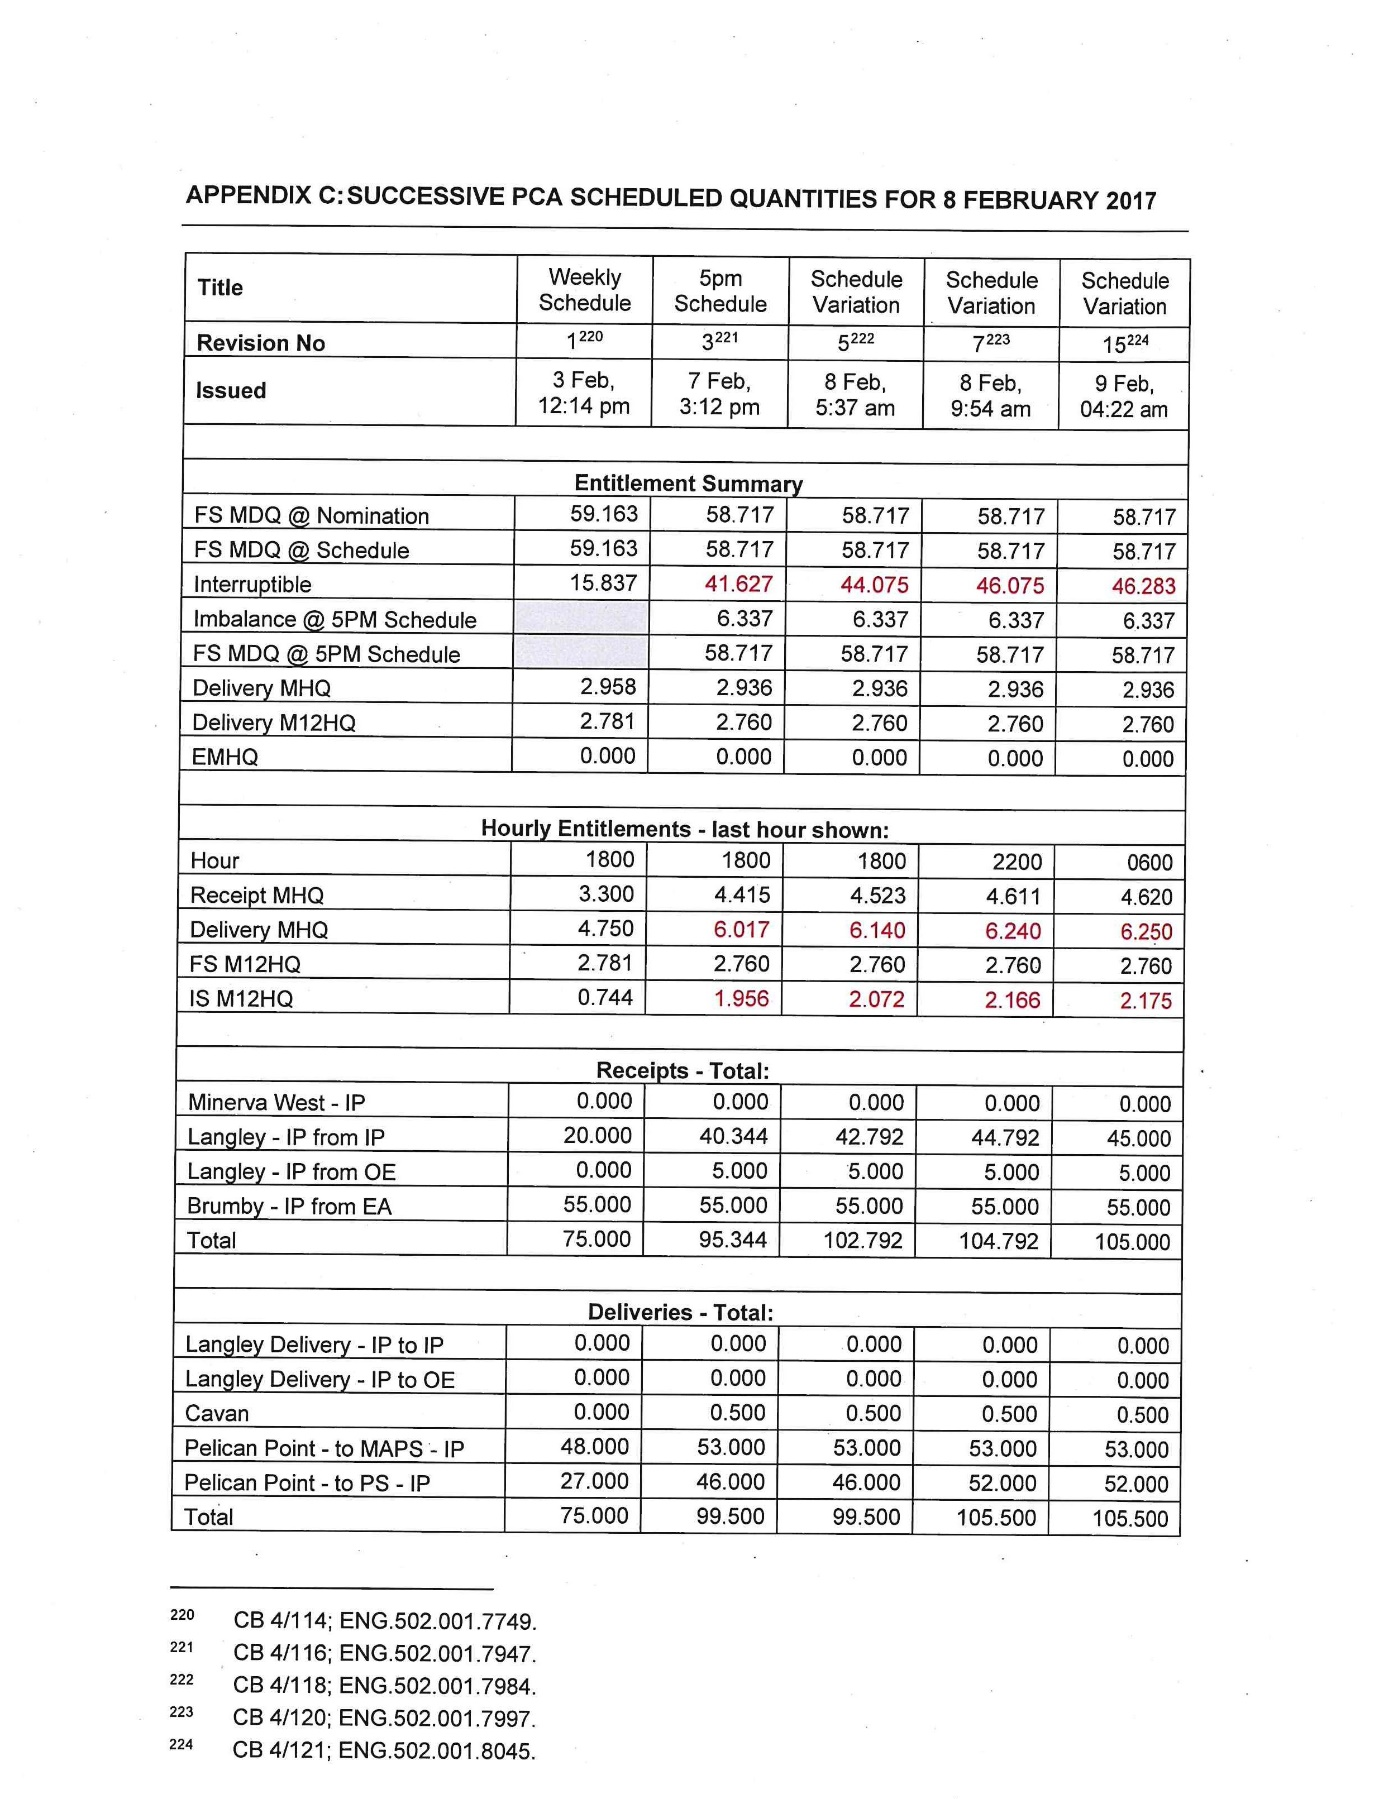 APPENDIX C: SUCCESSIVE PCA SCHEDULED QUANTITIES FOR 8 FEBRUARY 2017
Title Weekly Schedule 5pm Schedule Schedule Variation Schedule Variation Schedule Variation
Revision No 1220 3221 5222 7223 15224
Issued 3 Feb, 12:14 pm 7 Feb, 3:12 pm 8 Feb, 5:37 am 8 Feb, 9:54 am 9 Feb, 04:22 am
Entitlement Summary
FS MDQ @ Nomination 59.163 58.717 58.717 58.717 58.717
FS MDQ @ Schedule 59.163 58.717 58.717 58.717 58.717
Interruptible 15.837 41.627 44.075 46.075 46.283
Imbalance @ 5PM Schedule 6.337 6.337 6.337 6.337
FS MDQ @ 5PM Schedule 58.717 58.717 58.717 58.717
Delivery MHQ 2.958 2.936 2.936 2.936 2.936
Delivery M12HQ 2.781 2.760 2.760 2.760 2.760
EMHQ 0.000 0.000 0.000 0.000 0.000
Hourly Entitlements - last hour shown:
Hour 1800 1800 1800 2200 0600
Receipt MHQ 3.300 4.415 4.523 4.611 4.620
Delivery MHQ 4.750 6.017 6.140 6.240 6.250
FS M12HQ 2.781 2.760 2.760 2.760 2.760
IS M12HQ 0.744 1.956 2.072 2.166 2.175
Receipts - Total:
Minerva West - IP 0.000 0.000 0.000 0.000 0.000
Langley - IP from IP 20.000 40.344 42.792 44.792 45.000
Langley - IP from OE 0.000 5.000 5.000 5.000 5.000
Brumby - IP from EA 55.000 55.000 55.000 55.000 55.000
Total 75.000 95.344 102.792 104.792 105.000
Deliveries - Total:
Langley Delivery - IP to IP 0.000 0.000 0.000 0.000 0.000
Langley Delivery - IP to OE 0.000 0.000 0.000 0.000 0.000
Cavan 0.000 0.500 0.500 0.500 0.500
Pelican Point - to MAPS - IP 48.000 53.000 53.000 53.000 53.000
Pelican Point - to PS - IP 27.000 46.000 46.000 52.000 52.000
Total 75.000 99.500 99.500 105.500 105.500
220 CB 4/114; ENG.502.001.7749.
221 CB 4/116; ENG.502.001.7947.
222 CB 4/118; ENG.502.001.7984.
223 CB 4/120; ENG.502.001.7997.
224 CB 4/121; ENG.502.001.8045.